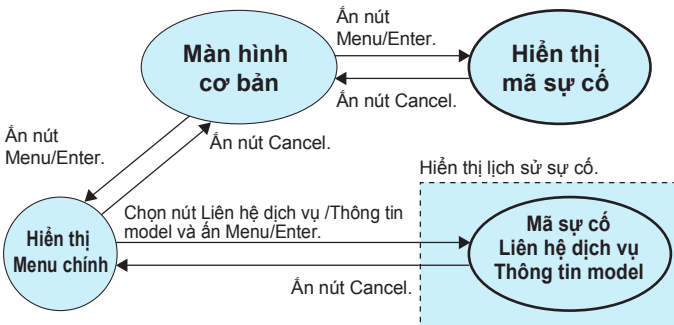 Ấn nút
Menu/Enter.
Màn hình
cơ bản
Hiển thị
mã sự cố
Ấn nút Cancel.
Ấn nút
Menu/Enter.
Ấn nút Cancel.
Hiển thị lịch sử sự cố.
Chọn nút Liên hệ dịch vụ /Thông tin
model và ấn Menu/Enter.
Hiển thị
Menu chính
Mã sự cố
Liên hệ dịch vụ
Thông tin model
Ấn nút Cancel.